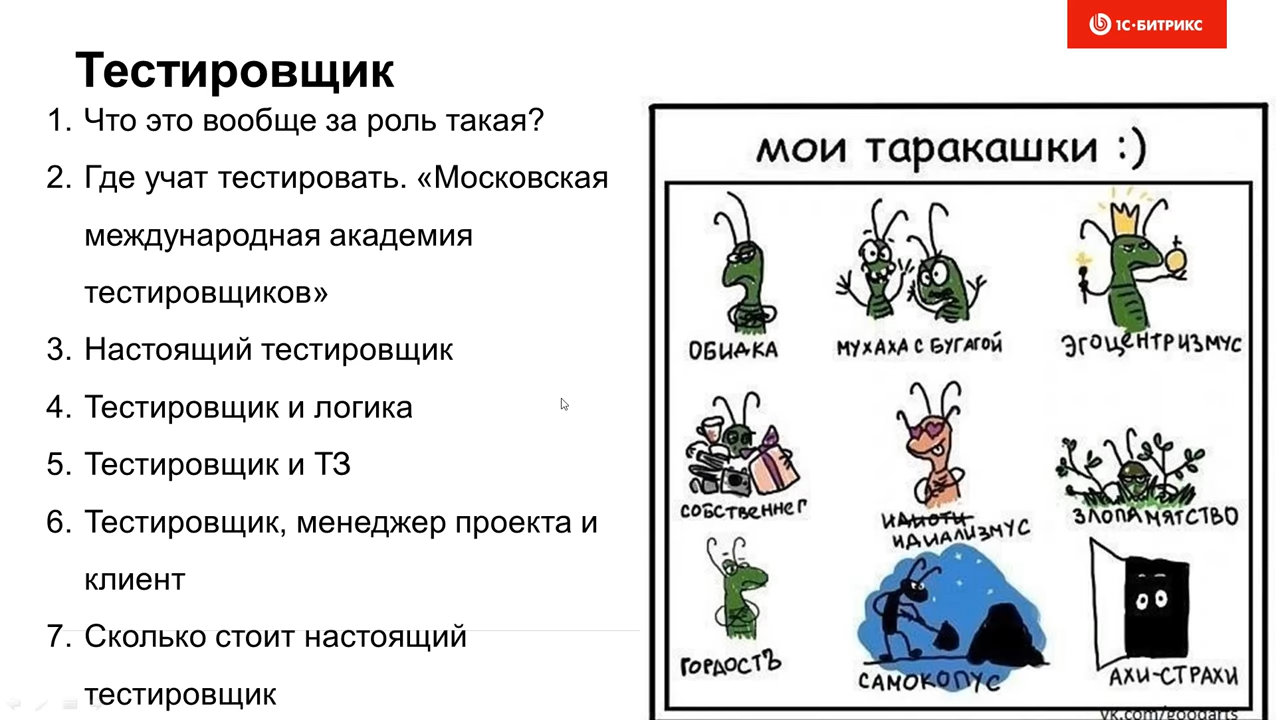 1С-БИТРИКС
Тестировщик
1. Что это вообще за роль такая?
2. Где учат тестировать. «Московская
международная академия
тестировщиков»
3. Настоящий тестировщик
4. Тестировщик и логика
5. Тестировщик и ТЗ
6. Тестировщик, менеджер проекта и
клиент
7. Сколько стоит настоящий
тестировщик
мои таракашки :)
ОБИДКА
МУХАХА С БУГАГОЙ
ЭГОЦЕНТРИЗМУС
СОБСТВЕННЕГ
ИДИОТИ
ИДИАЛИЗМУС
ЗЛОПАМЯТСТВО
ГОРДОСТЪ
САМОКОПУС
АХИ-СТРАХИ
vk.com/googarts